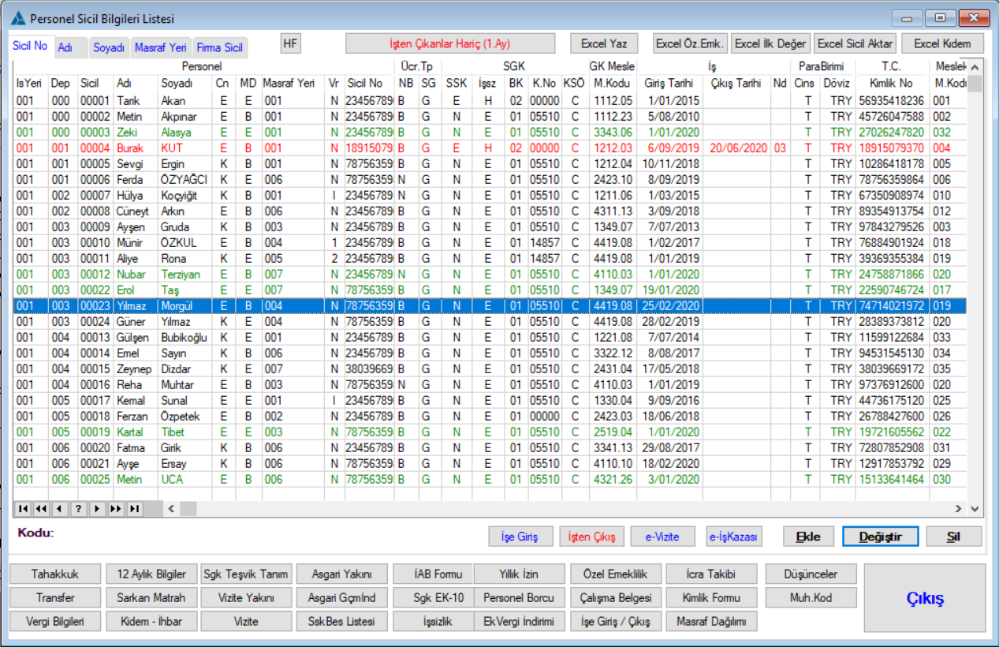 Personel Sicil Bilgileri Listesi
Sicil No Adı Soyadı Masraf Yeri Firma Sicil HF İşten Çıkanlar Hariç (1.Ay) Excel Yaz Excel Öz.Emk. Excel İlk Değer Excel Sicil Aktar Excel Kıdem
Personel Ücr.Tp SGK GK Mesle İş ParaBirimi T.C. Meslek
IsYeri Dep Sicil Adı Soyadı Cn MD Masraf Yeri Vr Sicil No NB SG SSK İşsz BK K.No KSÖ M.Kodu Giriş Tarihi Çıkış Tarihi Nd Cins Döviz Kimlik No M.Kodu
001 000 00001 Tarık Akan E E 001 N 23456789 B G E H 02 00000 C 1112.05 1/01/2015 T TRY 56935418236 001
001 000 00002 Metin Akpınar E B 001 N 23456789 B G N E 01 05510 C 1112.23 5/08/2010 T TRY 45726047588 002
001 000 00003 Zeki Alasya E E 001 N 23456789 B G N E 01 05510 C 3343.06 1/01/2020 T TRY 27026247820 032
001 001 00004 Burak KUT E B 001 N 18915079 B G E H 02 00000 C 1212.03 6/09/2019 20/06/2020 03 T TRY 18915079370 004
001 001 00005 Sevgi Ergin K B 001 N 78756359 B G N E 01 05510 C 1212.04 10/11/2018 T TRY 10286418178 005
001 001 00006 Ferda ÖZYAĞCI K E 006 N 78756359 N G N E 01 05510 C 2423.10 8/09/2019 T TRY 78756359864 006
001 002 00007 Hülya Koçyiğit K B 001 I 23456789 N G N E 01 05510 C 1211.06 1/03/2015 T TRY 67350908974 010
001 002 00008 Cüneyt Arkın E B 006 N 23456789 B G N E 01 05510 C 4311.13 3/09/2018 T TRY 89354913754 012
001 003 00009 Ayşen Gruda K B 003 N 23456789 B G N E 01 05510 C 1349.07 7/07/2013 T TRY 97843279526 003
001 003 00010 Münir ÖZKUL E B 004 1 23456789 B G N E 01 14857 C 4419.08 1/02/2017 T TRY 76884901924 018
001 003 00011 Aliye Rona K E 005 2 23456789 B G N E 01 14857 C 4419.08 1/01/2019 T TRY 39369355384 019
001 003 00012 Nubar Terziyan E B 007 N 23456789 N G N E 01 05510 C 4110.03 1/01/2020 T TRY 24758871866 020
001 003 00022 Erol Taş E E 007 N 78756359 B G N E 01 05510 C 1349.07 19/01/2020 T TRY 22590746724 017
001 003 00023 Yılmaz Morgül E B 004 N 78756359 B G N E 01 05510 C 4419.08 25/02/2020 T TRY 74714021972 019
001 003 00024 Güner Yılmaz K E 004 N 78756359 B G N E 01 05510 C 4419.08 28/02/2019 T TRY 28389373812 020
001 004 00013 Gülşen Bubikoğlu K E 001 N 23456789 B G N E 01 05510 C 1221.08 7/07/2014 T TRY 11599122684 033
001 004 00014 Emel Sayın K B 006 N 23456789 B G N E 01 05510 C 3322.12 8/08/2017 T TRY 94531545130 034
001 004 00015 Zeynep Dizdar K E 007 N 38039669 B G N E 01 05510 C 2431.04 17/05/2018 T TRY 38039669172 035
001 004 00016 Reha Muhtar E B 003 N 78756359 N G N E 01 05510 C 4110.03 1/01/2019 T TRY 97376912600 020
001 005 00017 Kemal Sunal E E 001 I 23456789 B G N E 01 05510 C 1330.04 9/09/2016 T TRY 44736175120 025
001 005 00018 Ferzan Özpetek E B 002 N 23456789 B G N E 01 00000 C 2423.03 18/06/2018 T TRY 26788427600 026
001 005 00019 Kartal Tibet E E 003 N 78756359 B G N E 01 05510 C 2519.04 1/01/2020 T TRY 19721605562 022
001 006 00020 Fatma Girik K B 006 N 23456789 B G N E 01 05510 C 3341.13 29/08/2017 T TRY 72807852908 031
001 006 00021 Ayşe Ersay K B 006 N 78756359 B G N E 01 05510 C 4110.10 18/02/2020 T TRY 12917853792 029
001 006 00025 Metin UCA E B 006 N 78756359 B G N E 01 05510 C 4321.26 3/01/2020 T TRY 15133641464 030
Kodu: İşe Giriş İşten Çıkış e-Vizite e-İşKazası Ekle Değiştir Sil
Tahakkuk 12 Aylık Bilgiler Sgk Teşvik Tanım Asgari Yakını İAB Formu Yıllık İzin Özel Emeklilik İcra Takibi Düşünceler
Transfer Sarkan Matrah Vizite Yakını Asgari Gçmİnd Sgk EK-10 Personel Borcu Çalışma Belgesi Kimlik Formu Muh.Kod Çıkış
Vergi Bilgileri Kıdem - İhbar Vizite SskBes Listesi İşsizlik EkVergi İndirimi İşe Giriş / Çıkış Masraf Dağılımı